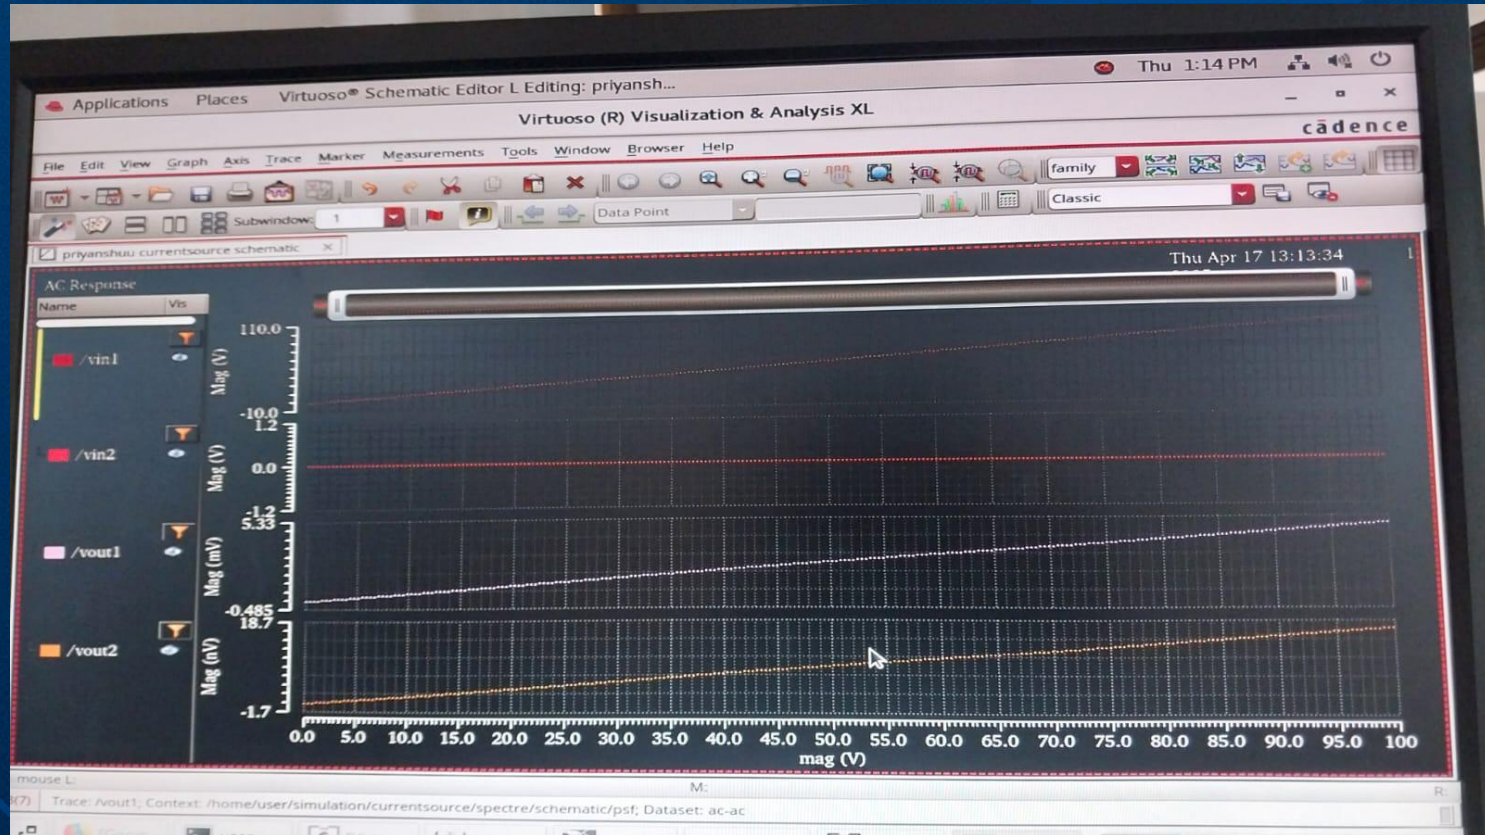 Applications Places Virtuoso® Schematic Editor L Editing: priyansh... Thu 1:14 PM
Virtuoso (R) Visualization & Analysis XL
cādence
File Edit View Graph Axis Trace Marker Measurements Tools Window Browser Help
family
Subwindow: 1 Data Point Classic
priyanshuu currentsource schematic
Thu Apr 17 13:13:34 1
AC Response
Name Vis
/vin1
Mag (V)
110.0
-10.0
/vin2
Mag (V)
1.2
0.0
-1.2
/vout1
Mag (mV)
5.33
-0.485
/vout2
Mag (nV)
18.7
-1.7
0.0 5.0 10.0 15.0 20.0 25.0 30.0 35.0 40.0 45.0 50.0 55.0 60.0 65.0 70.0 75.0 80.0 85.0 90.0 95.0 100
mag (V)
mouse L: M: R:
Trace: /vout1; Context: /home/user/simulation/currentsource/spectre/schematic/psf; Dataset: ac-ac